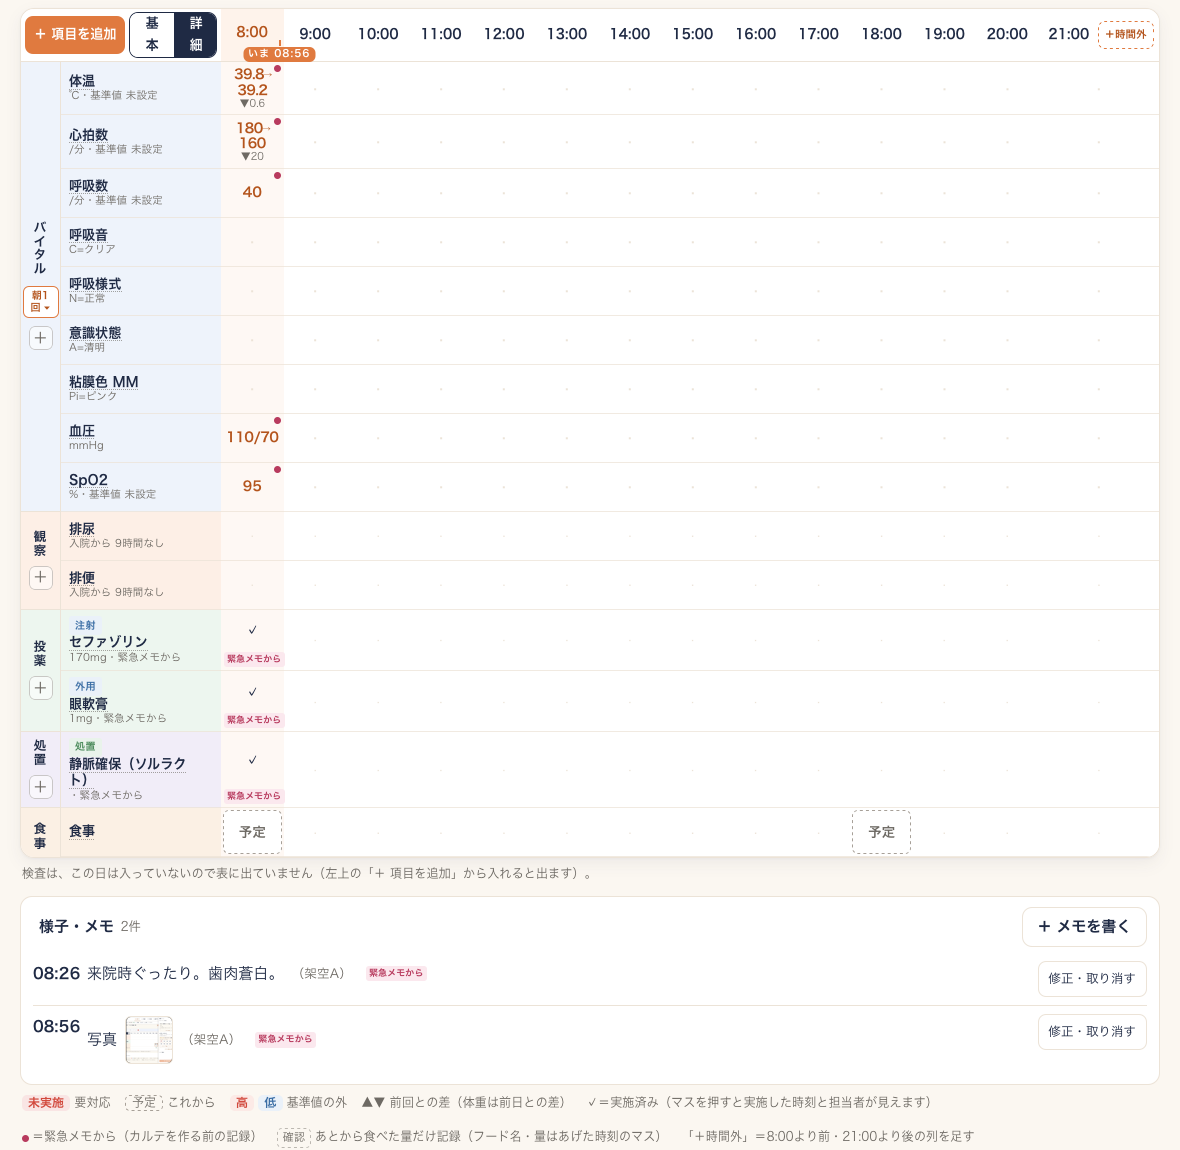 ＋ 項目を追加
基本
詳細
8:00 9:00 10:00 11:00 12:00 13:00 14:00 15:00 16:00 17:00 18:00 19:00 20:00 21:00 ＋時間外
いま 08:56
バイタル
朝1回 ▾
＋
体温
℃・基準値 未設定
39.8→
39.2
▼0.6
心拍数
/分・基準値 未設定
180→
160
▼20
呼吸数
/分・基準値 未設定
40
呼吸音
C=クリア
呼吸様式
N=正常
意識状態
A=清明
粘膜色 MM
Pi=ピンク
血圧
mmHg
110/70
SpO2
%・基準値 未設定
95
観察
＋
排尿
入院から 9時間なし
排便
入院から 9時間なし
投薬
＋
注射
セファゾリン
170mg・緊急メモから
✓
緊急メモから
外用
眼軟膏
1mg・緊急メモから
✓
緊急メモから
処置
＋
処置
静脈確保（ソルラク
ト）
・緊急メモから
✓
緊急メモから
食事
食事
予定 予定
検査は、この日は入っていないので表に出ていません（左上の「＋ 項目を追加」から入れると出ます）。
様子・メモ 2件
＋ メモを書く
08:26 来院時ぐったり。歯肉蒼白。 （架空A） 緊急メモから 修正・取り消す
08:56 写真 （架空A） 緊急メモから 修正・取り消す
未実施 要対応 予定 これから 高 低 基準値の外 ▲▼ 前回との差（体重は前日との差） ✓＝実施済み（マスを押すと実施した時刻と担当者が見えます）
●＝緊急メモから（カルテを作る前の記録） 確認 あとから食べた量だけ記録（フード名・量はあげた時刻のマス） 「＋時間外」＝8:00より前・21:00より後の列を足す